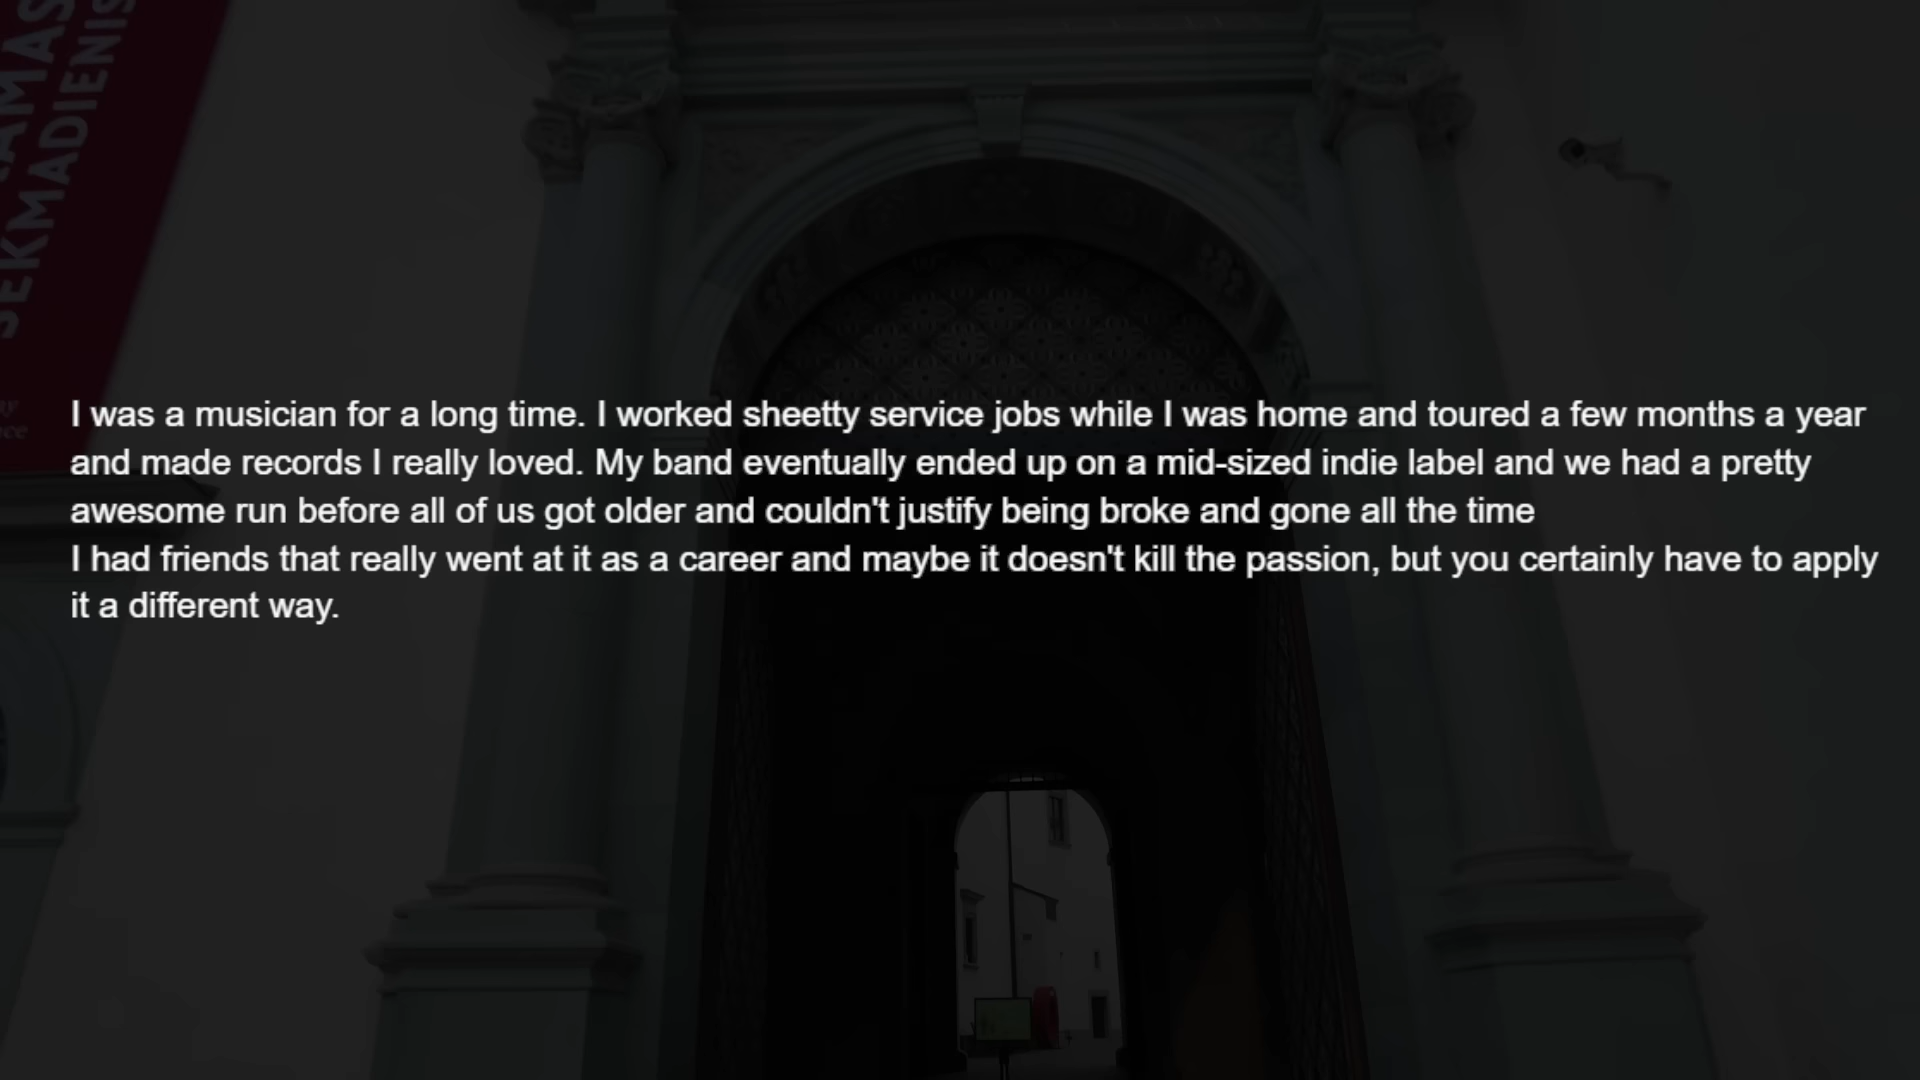 AMAS
SEKMADIENIS
I was a musician for a long time. I worked sheetty service jobs while I was home and toured a few months a year
and made records I really loved. My band eventually ended up on a mid-sized indie label and we had a pretty
awesome run before all of us got older and couldn't justify being broke and gone all the time
I had friends that really went at it as a career and maybe it doesn't kill the passion, but you certainly have to apply
it a different way.